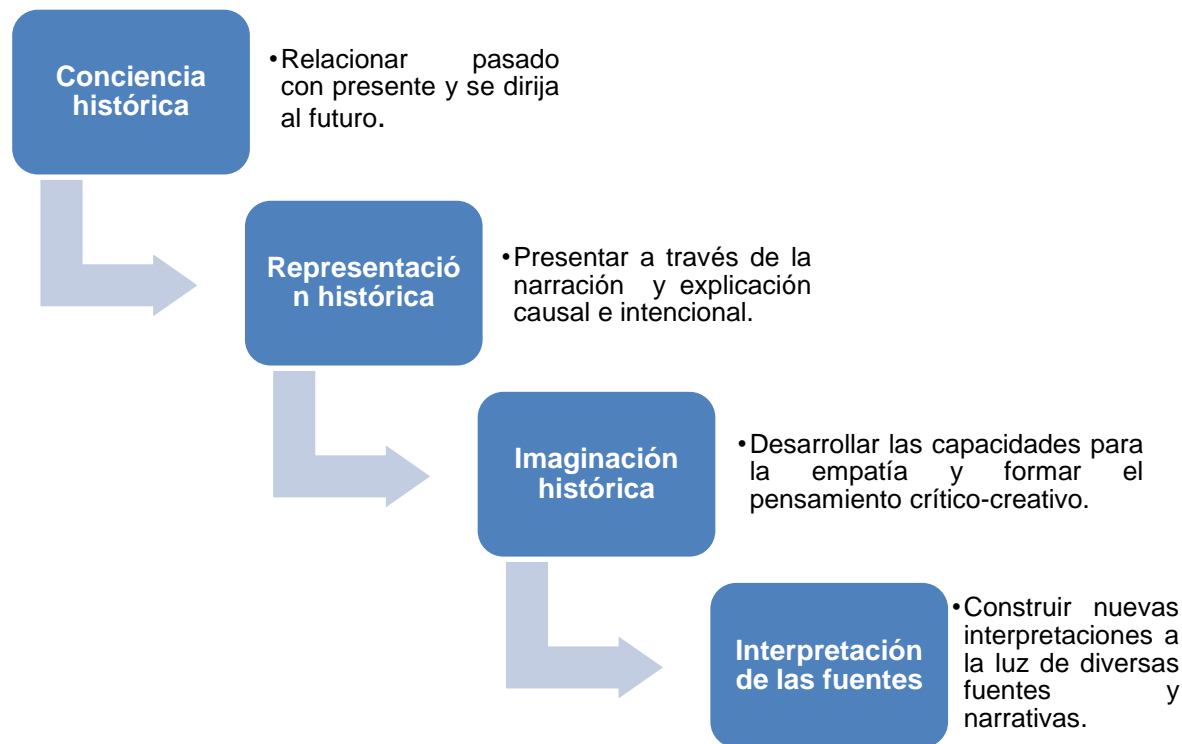 Conciencia
histórica
•Relacionar pasado
con presente y se dirija
al futuro.
Representació
n histórica
•Presentar a través de la
narración y explicación
causal e intencional.
Imaginación
histórica
•Desarrollar las capacidades para
la empatía y formar el
pensamiento crítico-creativo.
Interpretación
de las fuentes
•Construir nuevas
interpretaciones a
la luz de diversas
fuentes y
narrativas.